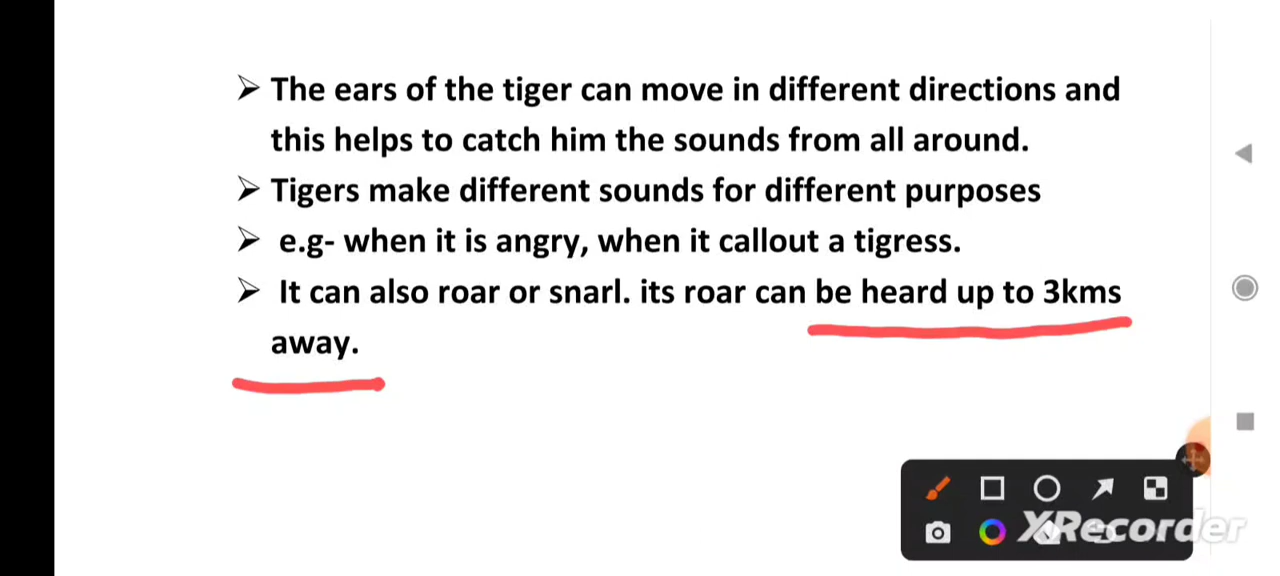 ➢ The ears of the tiger can move in different directions and
this helps to catch him the sounds from all around.
➢ Tigers make different sounds for different purposes
➢ e.g- when it is angry, when it callout a tigress.
➢ It can also roar or snarl. its roar can be heard up to 3kms
away.
XRecorder